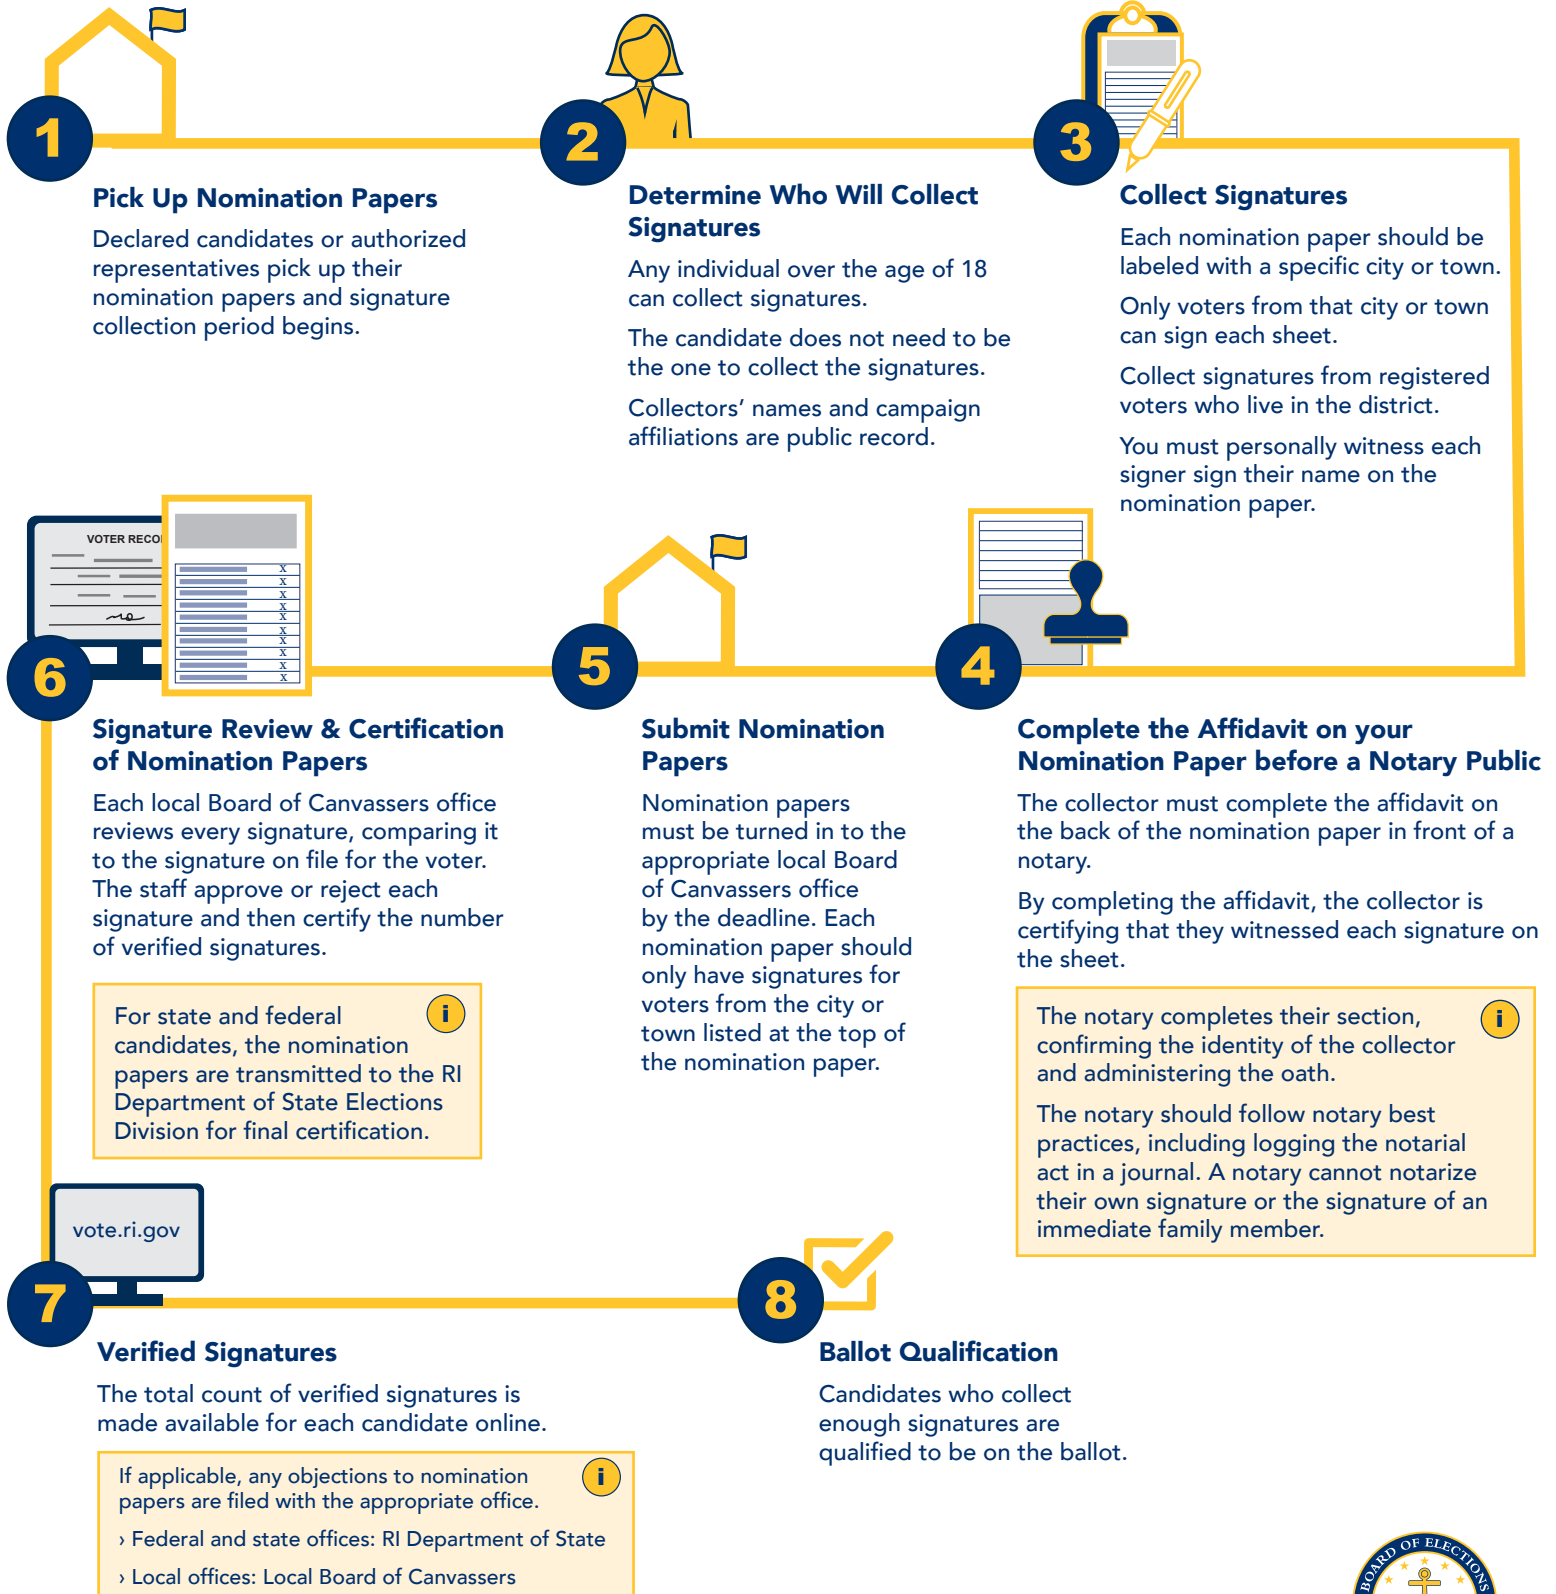 1
Pick Up Nomination Papers
Declared candidates or authorized
representatives pick up their
nomination papers and signature
collection period begins.
2
Determine Who Will Collect
Signatures
Any individual over the age of 18
can collect signatures.
The candidate does not need to be
the one to collect the signatures.
Collectors’ names and campaign
affiliations are public record.
3
Collect Signatures
Each nomination paper should be
labeled with a specific city or town.
Only voters from that city or town
can sign each sheet.
Collect signatures from registered
voters who live in the district.
You must personally witness each
signer sign their name on the
nomination paper.
4
Complete the Affidavit on your
Nomination Paper before a Notary Public
The collector must complete the affidavit on
the back of the nomination paper in front of a
notary.
By completing the affidavit, the collector is
certifying that they witnessed each signature on
the sheet.
i
The notary completes their section,
confirming the identity of the collector
and administering the oath.
The notary should follow notary best
practices, including logging the notarial
act in a journal. A notary cannot notarize
their own signature or the signature of an
immediate family member.
5
Submit Nomination
Papers
Nomination papers
must be turned in to the
appropriate local Board
of Canvassers office
by the deadline. Each
nomination paper should
only have signatures for
voters from the city or
town listed at the top of
the nomination paper.
VOTER RECO
x
x
x
x
x
x
x
x
x
x
6
Signature Review & Certification
of Nomination Papers
Each local Board of Canvassers office
reviews every signature, comparing it
to the signature on file for the voter.
The staff approve or reject each
signature and then certify the number
of verified signatures.
i
For state and federal
candidates, the nomination
papers are transmitted to the RI
Department of State Elections
Division for final certification.
vote.ri.gov
7
Verified Signatures
The total count of verified signatures is
made available for each candidate online.
i
If applicable, any objections to nomination
papers are filed with the appropriate office.
› Federal and state offices: RI Department of State
› Local offices: Local Board of Canvassers
8
Ballot Qualification
Candidates who collect
enough signatures are
qualified to be on the ballot.
BOARD OF ELECTIONS